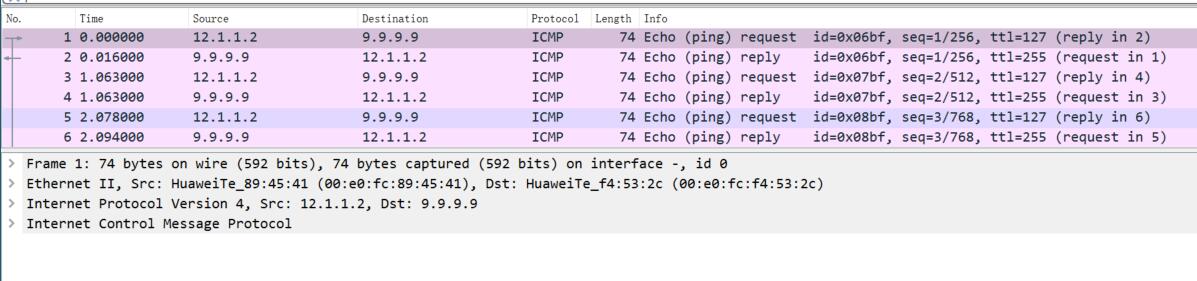 No. Time Source Destination Protocol Length Info
1 0.000000 12.1.1.2 9.9.9.9 ICMP 74 Echo (ping) request id=0x06bf, seq=1/256, ttl=127 (reply in 2)
2 0.016000 9.9.9.9 12.1.1.2 ICMP 74 Echo (ping) reply id=0x06bf, seq=1/256, ttl=255 (request in 1)
3 1.063000 12.1.1.2 9.9.9.9 ICMP 74 Echo (ping) request id=0x07bf, seq=2/512, ttl=127 (reply in 4)
4 1.063000 9.9.9.9 12.1.1.2 ICMP 74 Echo (ping) reply id=0x07bf, seq=2/512, ttl=255 (request in 3)
5 2.078000 12.1.1.2 9.9.9.9 ICMP 74 Echo (ping) request id=0x08bf, seq=3/768, ttl=127 (reply in 6)
6 2.094000 9.9.9.9 12.1.1.2 ICMP 74 Echo (ping) reply id=0x08bf, seq=3/768, ttl=255 (request in 5)
Frame 1: 74 bytes on wire (592 bits), 74 bytes captured (592 bits) on interface -, id 0
Ethernet II, Src: HuaweiTe_89:45:41 (00:e0:fc:89:45:41), Dst: HuaweiTe_f4:53:2c (00:e0:fc:f4:53:2c)
Internet Protocol Version 4, Src: 12.1.1.2, Dst: 9.9.9.9
Internet Control Message Protocol